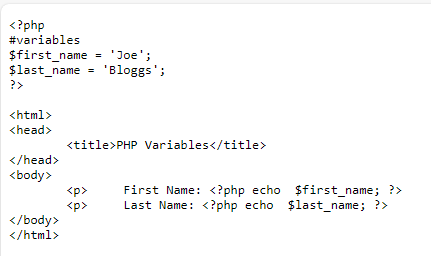 <?php
#variables
$first_name = 'Joe';
$last_name = 'Bloggs';
?>
<html>
<head>
<title>PHP Variables</title>
</head>
<body>
<p> First Name: <?php echo $first_name; ?>
<p> Last Name: <?php echo $last_name; ?>
</body>
</html>